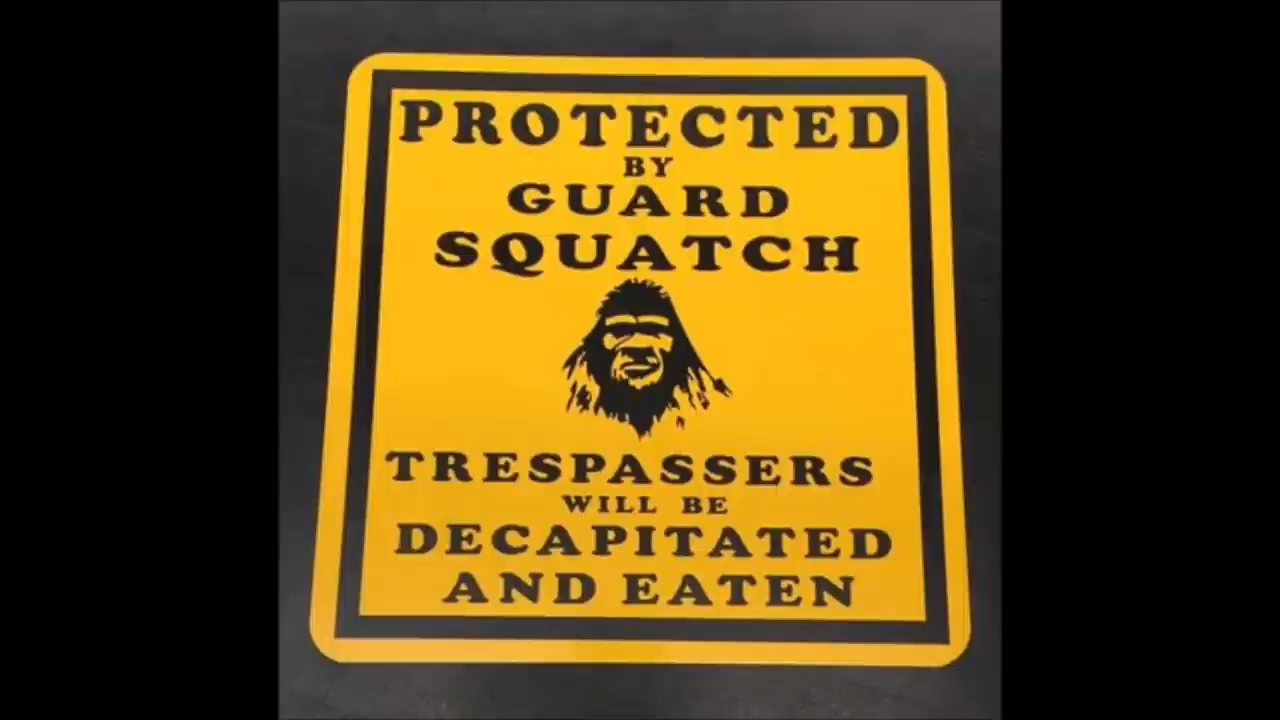 PROTECTED
BY
GUARD
SQUATCH
TRESPASSERS
WILL BE
DECAPITATED
AND EATEN